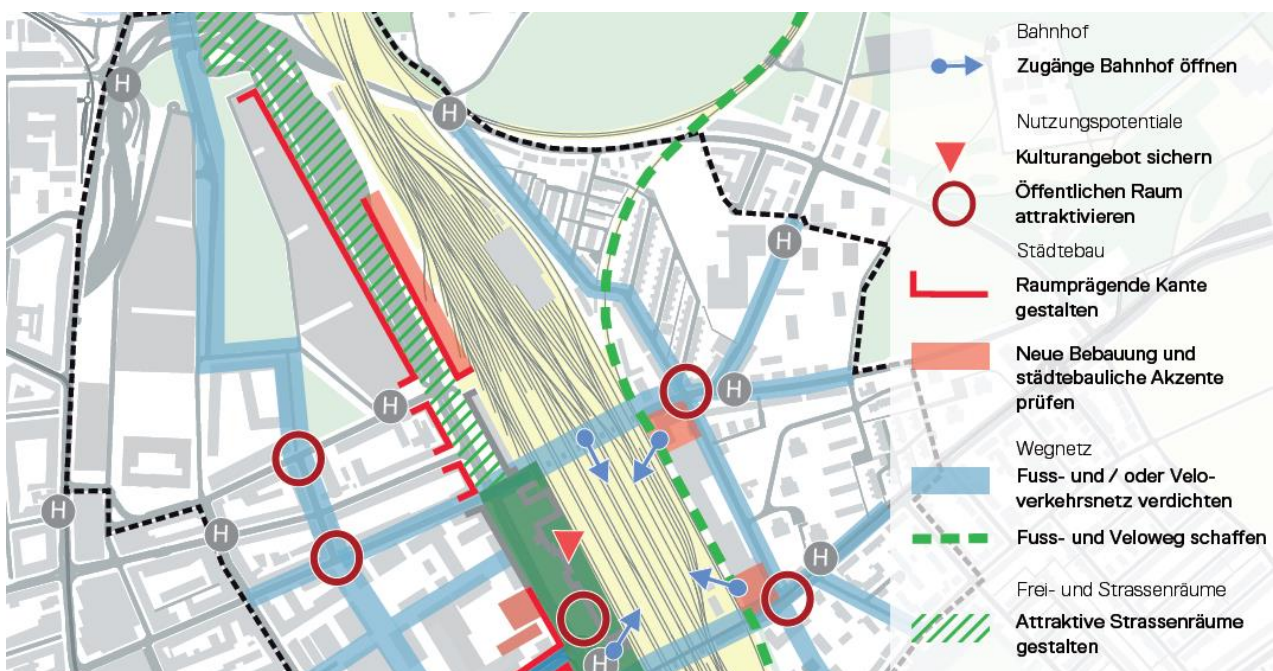 H
H
H
H
H
H
H
H
H
Bahnhof
Zugänge Bahnhof öffnen
Nutzungspotentiale
Kulturangebot sichern
Öffentlichen Raum
attraktivieren
Städtebau
Raumprägende Kante
gestalten
Neue Bebauung und
städtebauliche Akzente
prüfen
Wegnetz
Fuss- und / oder Velo-
verkehrsnetz verdichten
Fuss- und Veloweg schaffen
Frei- und Strassenräume
Attraktive Strassenräume
gestalten